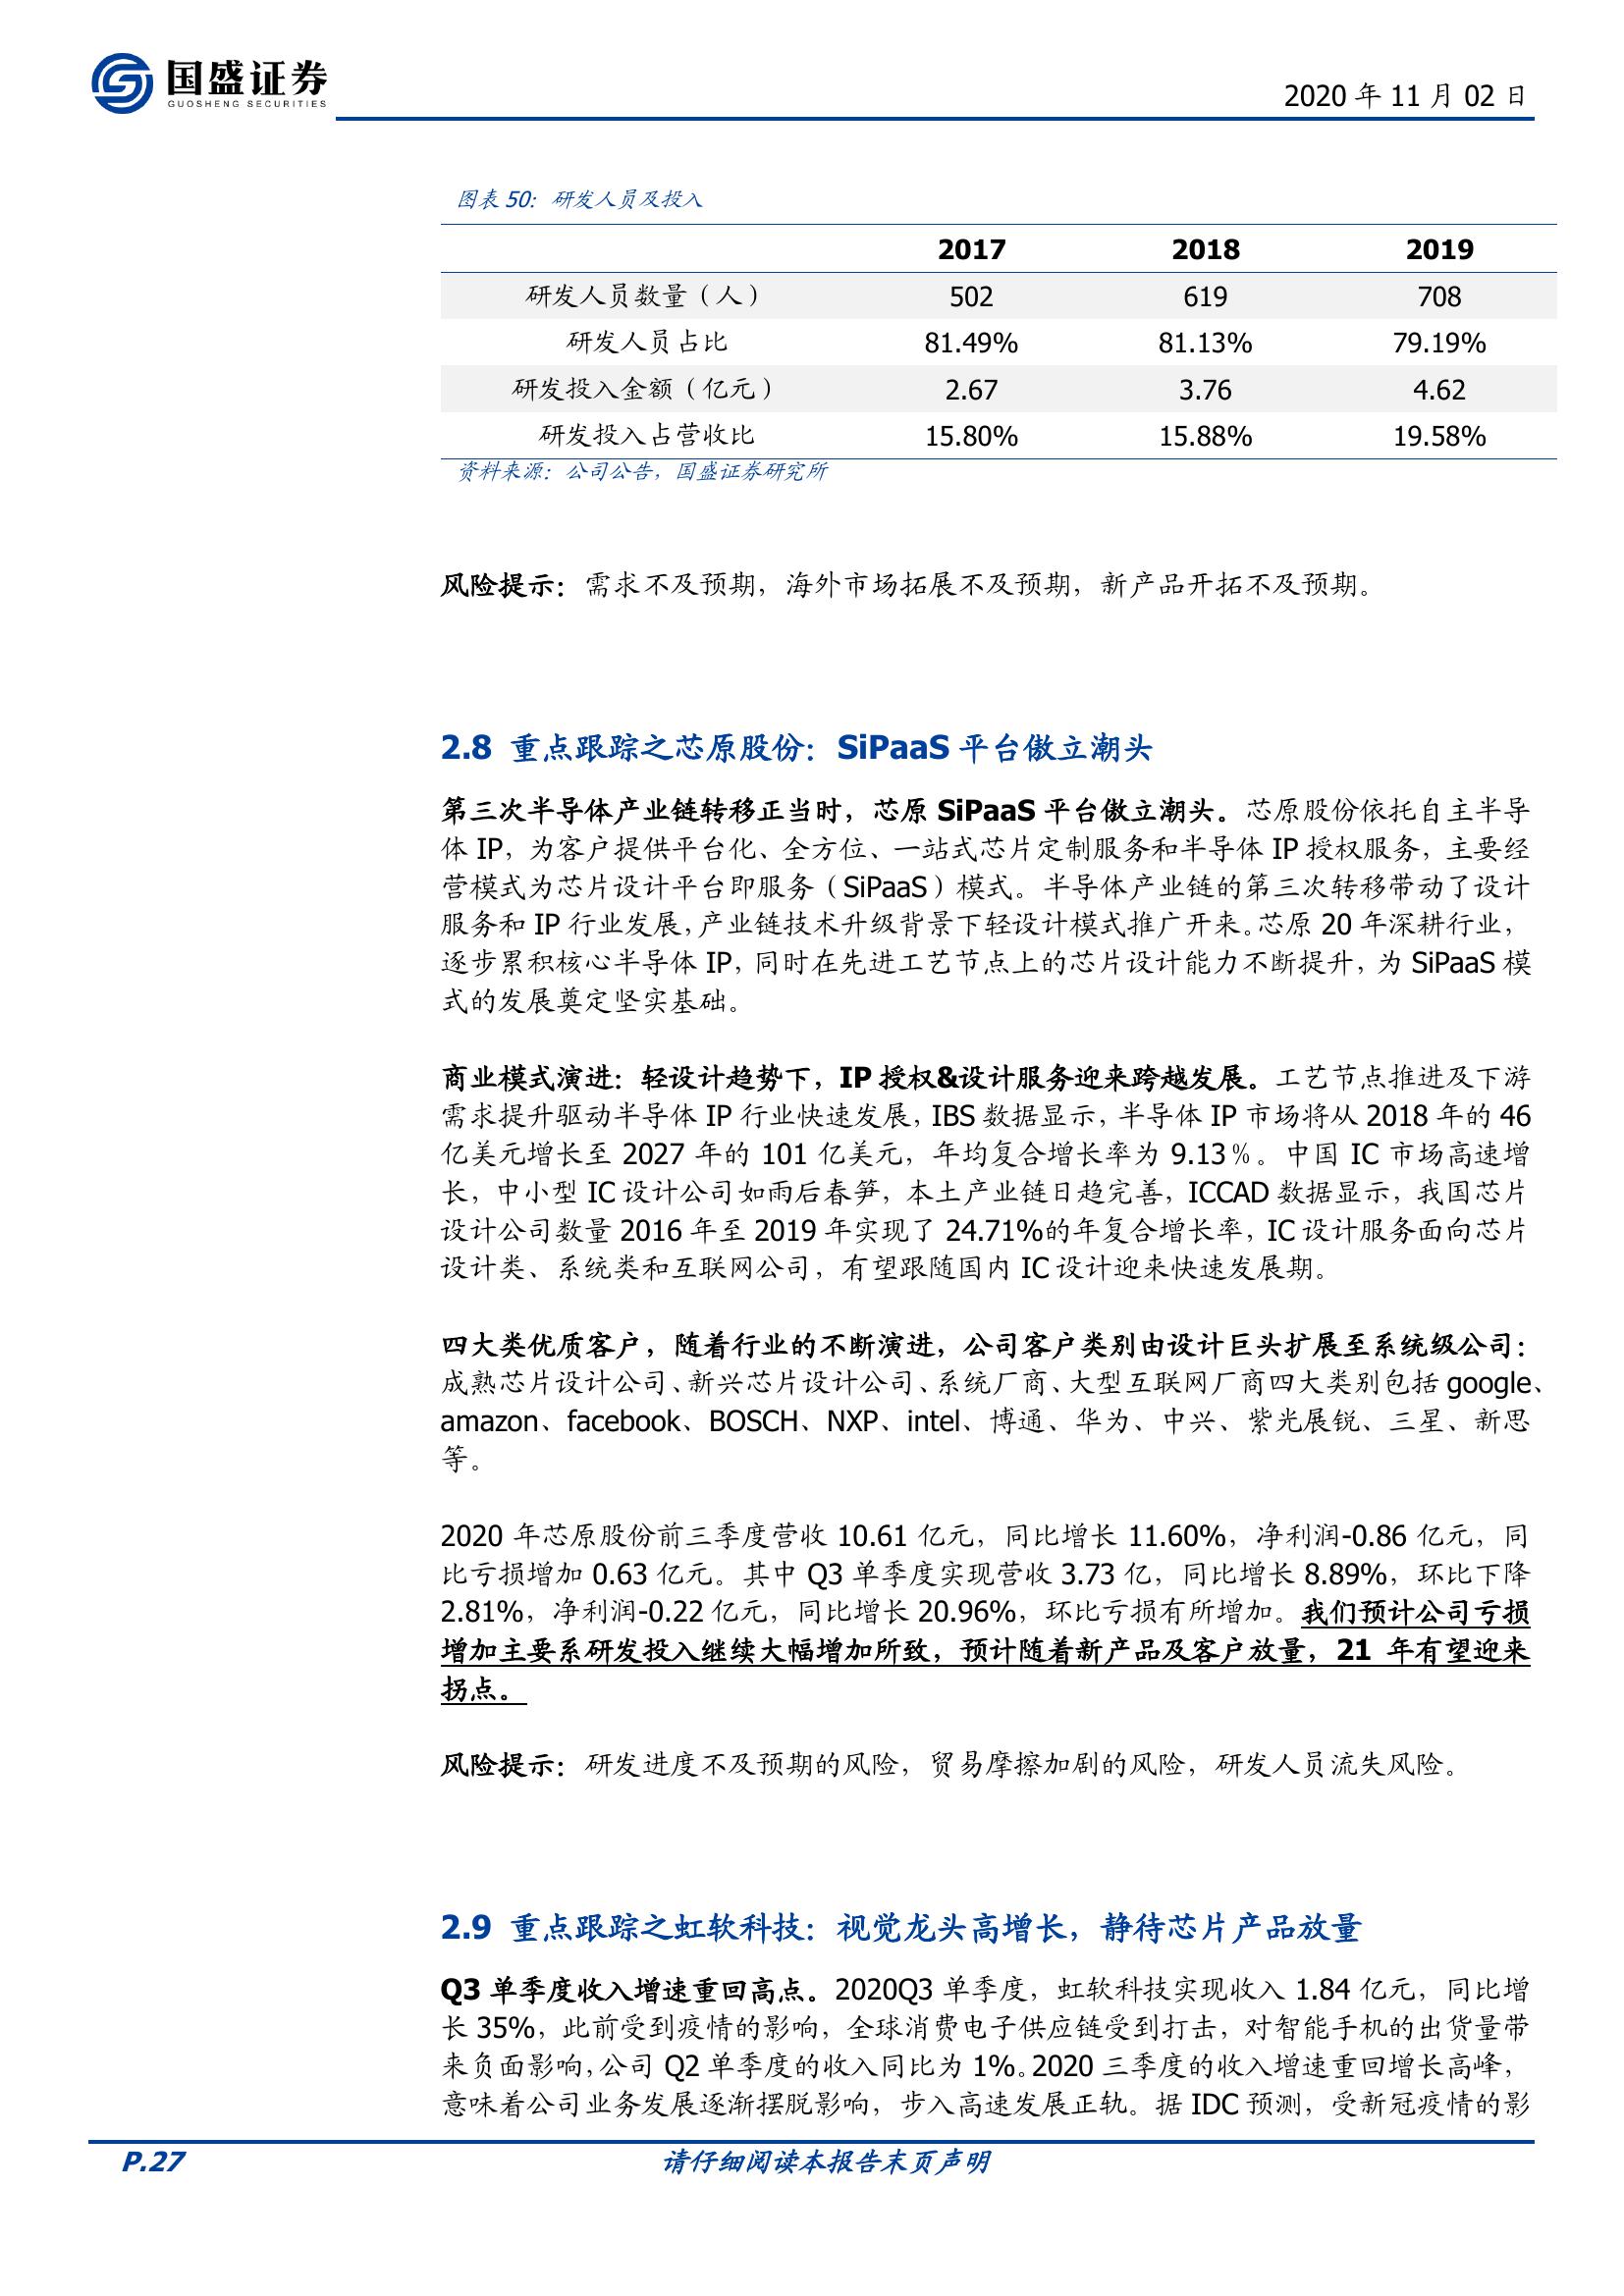 国盛证券
GUOSHENG SECURITIES
2020 年 11 月 02 日
图表 50：研发人员及投入
2017 2018 2019
研发人员数量（人） 502 619 708
研发人员占比 81.49% 81.13% 79.19%
研发投入金额（亿元） 2.67 3.76 4.62
研发投入占营收比 15.80% 15.88% 19.58%
资料来源：公司公告，国盛证券研究所
风险提示：需求不及预期，海外市场拓展不及预期，新产品开拓不及预期。
2.8 重点跟踪之芯原股份：SiPaaS 平台傲立潮头
第三次半导体产业链转移正当时，芯原 SiPaaS 平台傲立潮头。芯原股份依托自主半导
体 IP，为客户提供平台化、全方位、一站式芯片定制服务和半导体 IP 授权服务，主要经
营模式为芯片设计平台即服务（SiPaaS）模式。半导体产业链的第三次转移带动了设计
服务和 IP 行业发展，产业链技术升级背景下轻设计模式推广开来。芯原 20 年深耕行业，
逐步累积核心半导体 IP，同时在先进工艺节点上的芯片设计能力不断提升，为 SiPaaS 模
式的发展奠定坚实基础。
商业模式演进：轻设计趋势下，IP 授权&设计服务迎来跨越发展。工艺节点推进及下游
需求提升驱动半导体 IP 行业快速发展，IBS 数据显示，半导体 IP 市场将从 2018 年的 46
亿美元增长至 2027 年的 101 亿美元，年均复合增长率为 9.13％。中国 IC 市场高速增
长，中小型 IC 设计公司如雨后春笋，本土产业链日趋完善，ICCAD 数据显示，我国芯片
设计公司数量 2016 年至 2019 年实现了 24.71%的年复合增长率，IC 设计服务面向芯片
设计类、系统类和互联网公司，有望跟随国内 IC 设计迎来快速发展期。
四大类优质客户，随着行业的不断演进，公司客户类别由设计巨头扩展至系统级公司：
成熟芯片设计公司、新兴芯片设计公司、系统厂商、大型互联网厂商四大类别包括 google、
amazon、facebook、BOSCH、NXP、intel、博通、华为、中兴、紫光展锐、三星、新思
等。
2020 年芯原股份前三季度营收 10.61 亿元，同比增长 11.60%，净利润-0.86 亿元，同
比亏损增加 0.63 亿元。其中 Q3 单季度实现营收 3.73 亿，同比增长 8.89%，环比下降
2.81%，净利润-0.22 亿元，同比增长 20.96%，环比亏损有所增加。我们预计公司亏损
增加主要系研发投入继续大幅增加所致，预计随着新产品及客户放量，21 年有望迎来
拐点。
风险提示：研发进度不及预期的风险，贸易摩擦加剧的风险，研发人员流失风险。
2.9 重点跟踪之虹软科技：视觉龙头高增长，静待芯片产品放量
Q3 单季度收入增速重回高点。2020Q3 单季度，虹软科技实现收入 1.84 亿元，同比增
长 35%，此前受到疫情的影响，全球消费电子供应链受到打击，对智能手机的出货量带
来负面影响，公司 Q2 单季度的收入同比为 1%。2020 三季度的收入增速重回增长高峰，
意味着公司业务发展逐渐摆脱影响，步入高速发展正轨。据 IDC 预测，受新冠疫情的影
P.27 请仔细阅读本报告末页声明